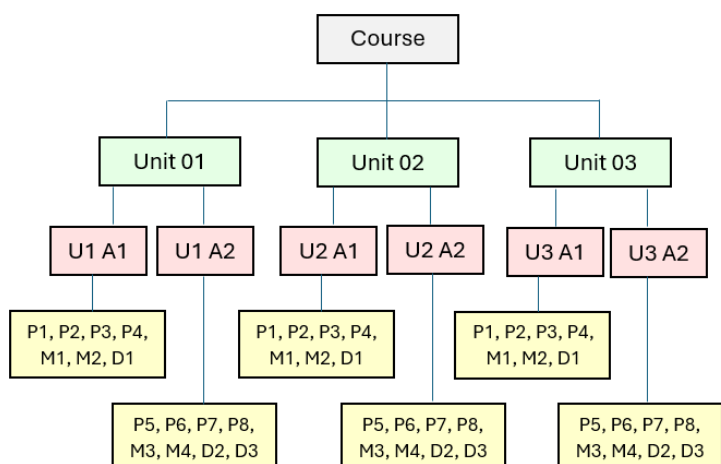 Course
Unit 01
Unit 02
Unit 03
U1 A1
U1 A2
U2 A1
U2 A2
U3 A1
U3 A2
P1, P2, P3, P4,
M1, M2, D1
P1, P2, P3, P4,
M1, M2, D1
P1, P2, P3, P4,
M1, M2, D1
P5, P6, P7, P8,
M3, M4, D2, D3
P5, P6, P7, P8,
M3, M4, D2, D3
P5, P6, P7, P8,
M3, M4, D2, D3